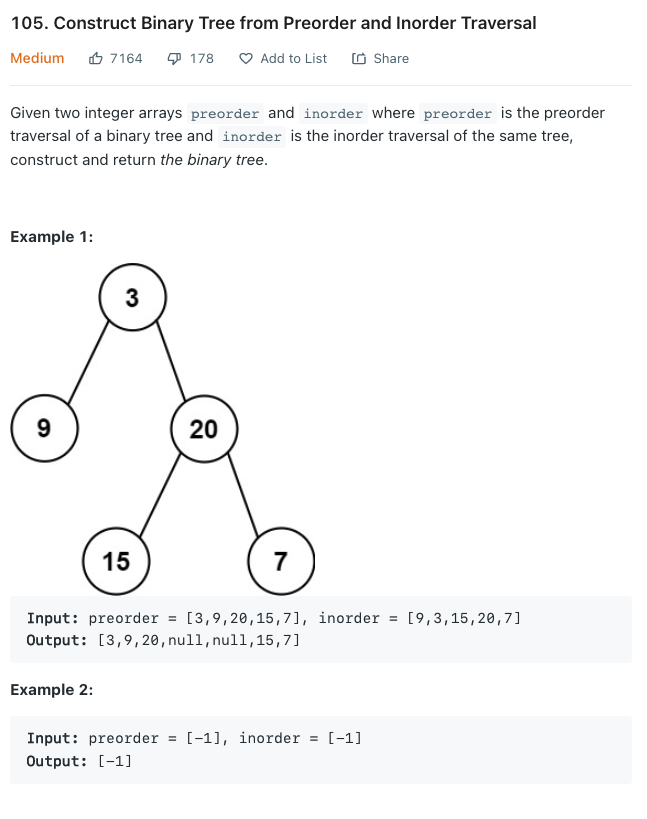 105. Construct Binary Tree from Preorder and Inorder Traversal
Medium 7164 178 Add to List Share
Given two integer arrays preorder and inorder where preorder is the preorder
traversal of a binary tree and inorder is the inorder traversal of the same tree,
construct and return the binary tree.
Example 1:
3
9 20
15 7
Input: preorder = [3,9,20,15,7], inorder = [9,3,15,20,7]
Output: [3,9,20,null,null,15,7]
Example 2:
Input: preorder = [-1], inorder = [-1]
Output: [-1]